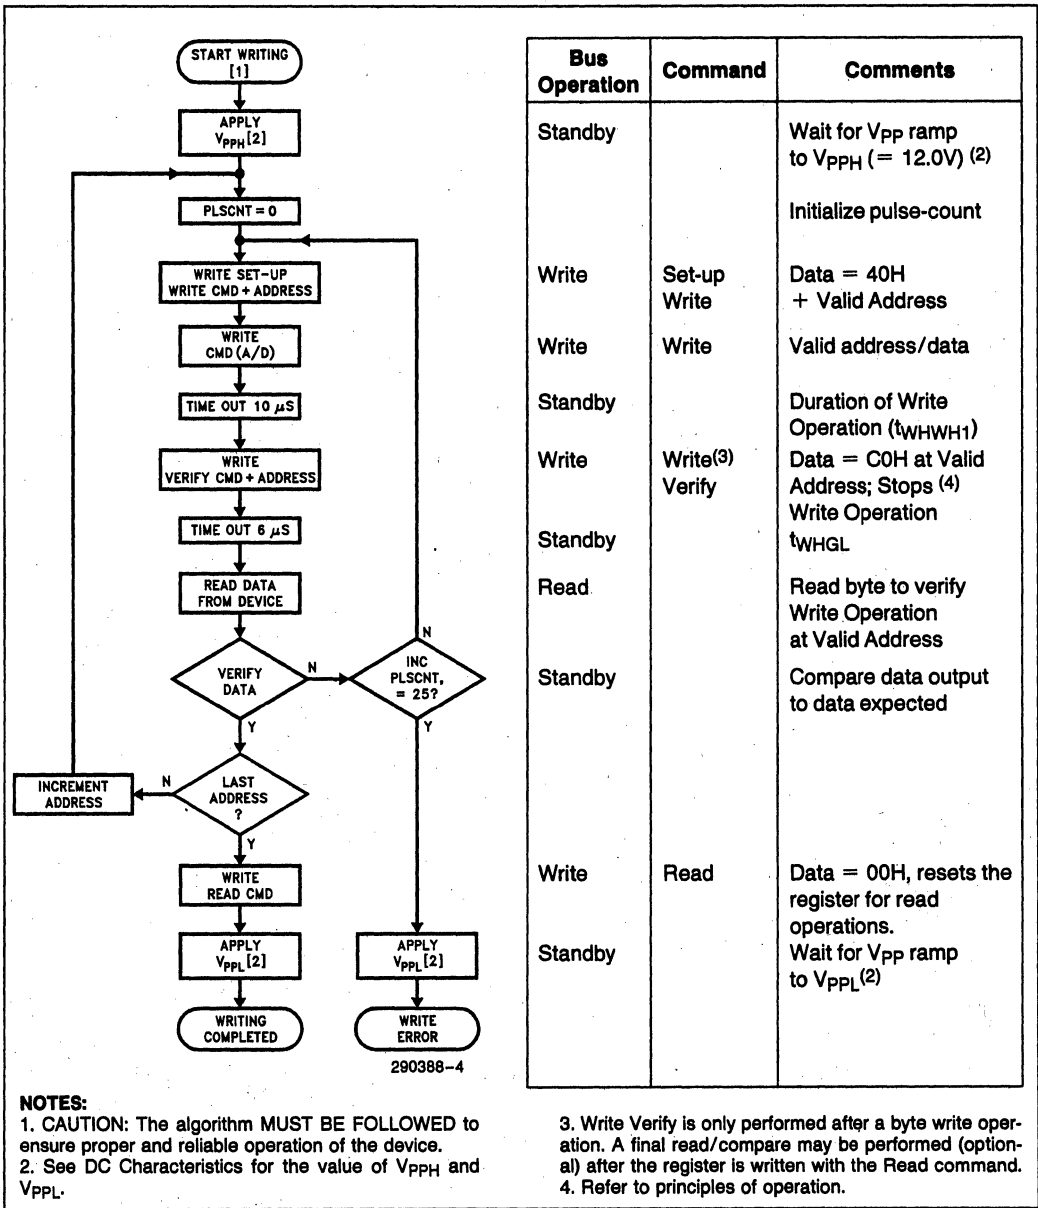 START WRITING
[1]
APPLY
VPPH[2]
PLSCNT = 0
WRITE SET-UP
WRITE CMD + ADDRESS
WRITE
CMD (A/D)
TIME OUT 10 μS
WRITE
VERIFY CMD + ADDRESS
TIME OUT 6 μS
READ DATA
FROM DEVICE
VERIFY
DATA
N
Y
N
INC
PLSCNT,
= 25?
Y
INCREMENT
ADDRESS
N
LAST
ADDRESS
?
Y
WRITE
READ CMD
APPLY
VPPL[2]
WRITING
COMPLETED
APPLY
VPPL[2]
WRITE
ERROR
290388-4
Bus Operation Command Comments
Standby Wait for VPP ramp
to VPPH (= 12.0V) (2)
Initialize pulse-count
Write Set-up Data = 40H
Write + Valid Address
Write Write Valid address/data
Standby Duration of Write
Operation (tWHWH1)
Write Write(3) Data = C0H at Valid
Verify Address; Stops (4)
Write Operation
Standby tWHGL
Read Read byte to verify
Write Operation
at Valid Address
Standby Compare data output
to data expected
Write Read Data = 00H, resets the
register for read
operations.
Standby Wait for VPP ramp
to VPPL(2)
NOTES:
1. CAUTION: The algorithm MUST BE FOLLOWED to
ensure proper and reliable operation of the device.
2. See DC Characteristics for the value of VPPH and
VPPL.
3. Write Verify is only performed after a byte write oper-
ation. A final read/compare may be performed (option-
al) after the register is written with the Read command.
4. Refer to principles of operation.